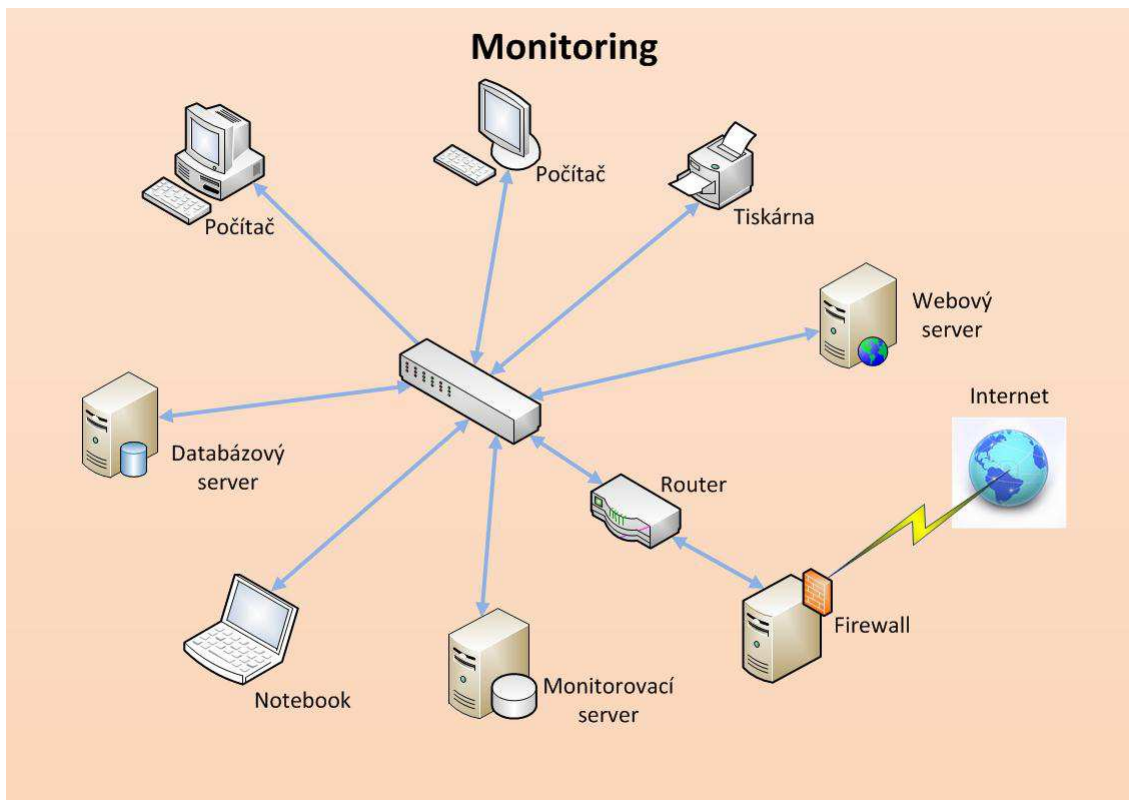 Monitoring
Počítač
Počítač
Tiskárna
Webový
server
Internet
Databázový
server
Router
Firewall
Notebook
Monitorovací
server